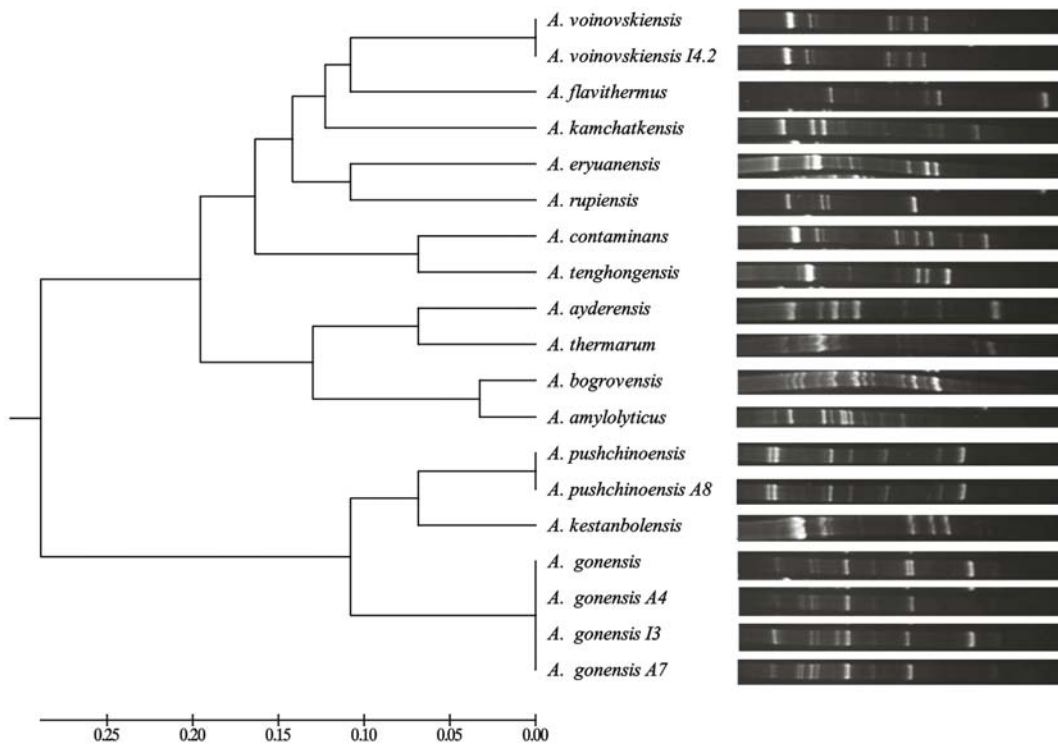 A. voinovskiensis
A. voinovskiensis I4.2
A. flavithermus
A. kamchatkensis
A. eryuanensis
A. rupiensis
A. contaminans
A. tenghongensis
A. ayderensis
A. thermarum
A. bogrovensis
A. amylolyticus
A. pushchinoensis
A. pushchinoensis A8
A. kestanbolensis
A. gonensis
A. gonensis A4
A. gonensis I3
A. gonensis A7
0.25 0.20 0.15 0.10 0.05 0.00